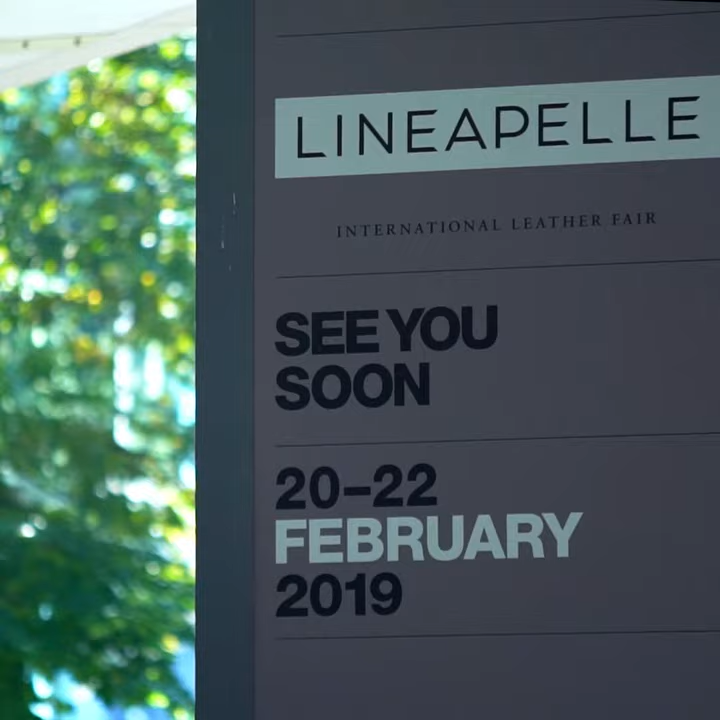 LINEAPELLE
INTERNATIONAL LEATHER FAIR
SEE YOU
SOON
20–22
FEBRUARY
2019